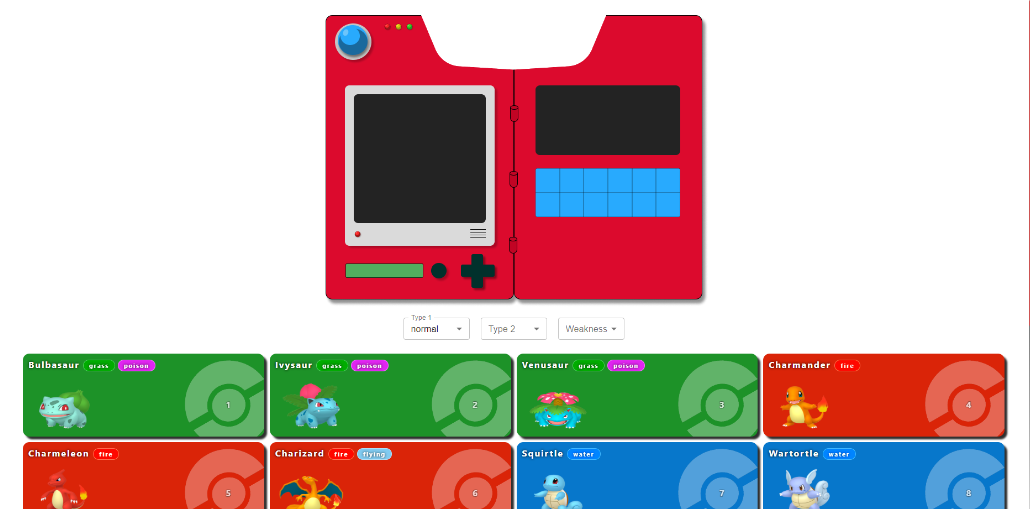 Type 1
normal Type 2 Weakness
Bulbasaur grass poison Ivysaur grass poison Venusaur grass poison Charmander fire
1 2 3 4
Charmeleon fire Charizard fire flying Squirtle water Wartortle water
5 6 7 8